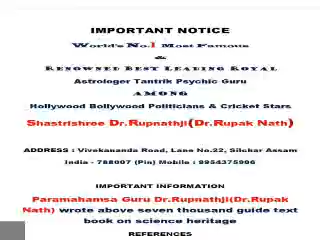 IMPORTANT NOTICE
World's No.1 Most Famous
&
Renowned Best Leading Royal
Astrologer Tantrik Psychic Guru
AMONG
Hollywood Bollywood Politicians & Cricket Stars
Shastrishree Dr.Rupnathji(Dr.Rupak Nath)
ADDRESS : Vivekananda Road, Lane No.22, Silchar Assam
India - 788007 (Pin) Mobile : 9954375906
IMPORTANT INFORMATION
Paramahamsa Guru Dr.Rupnathji(Dr.Rupak
Nath) wrote above seven thousand guide text
book on science heritage
REFERENCES